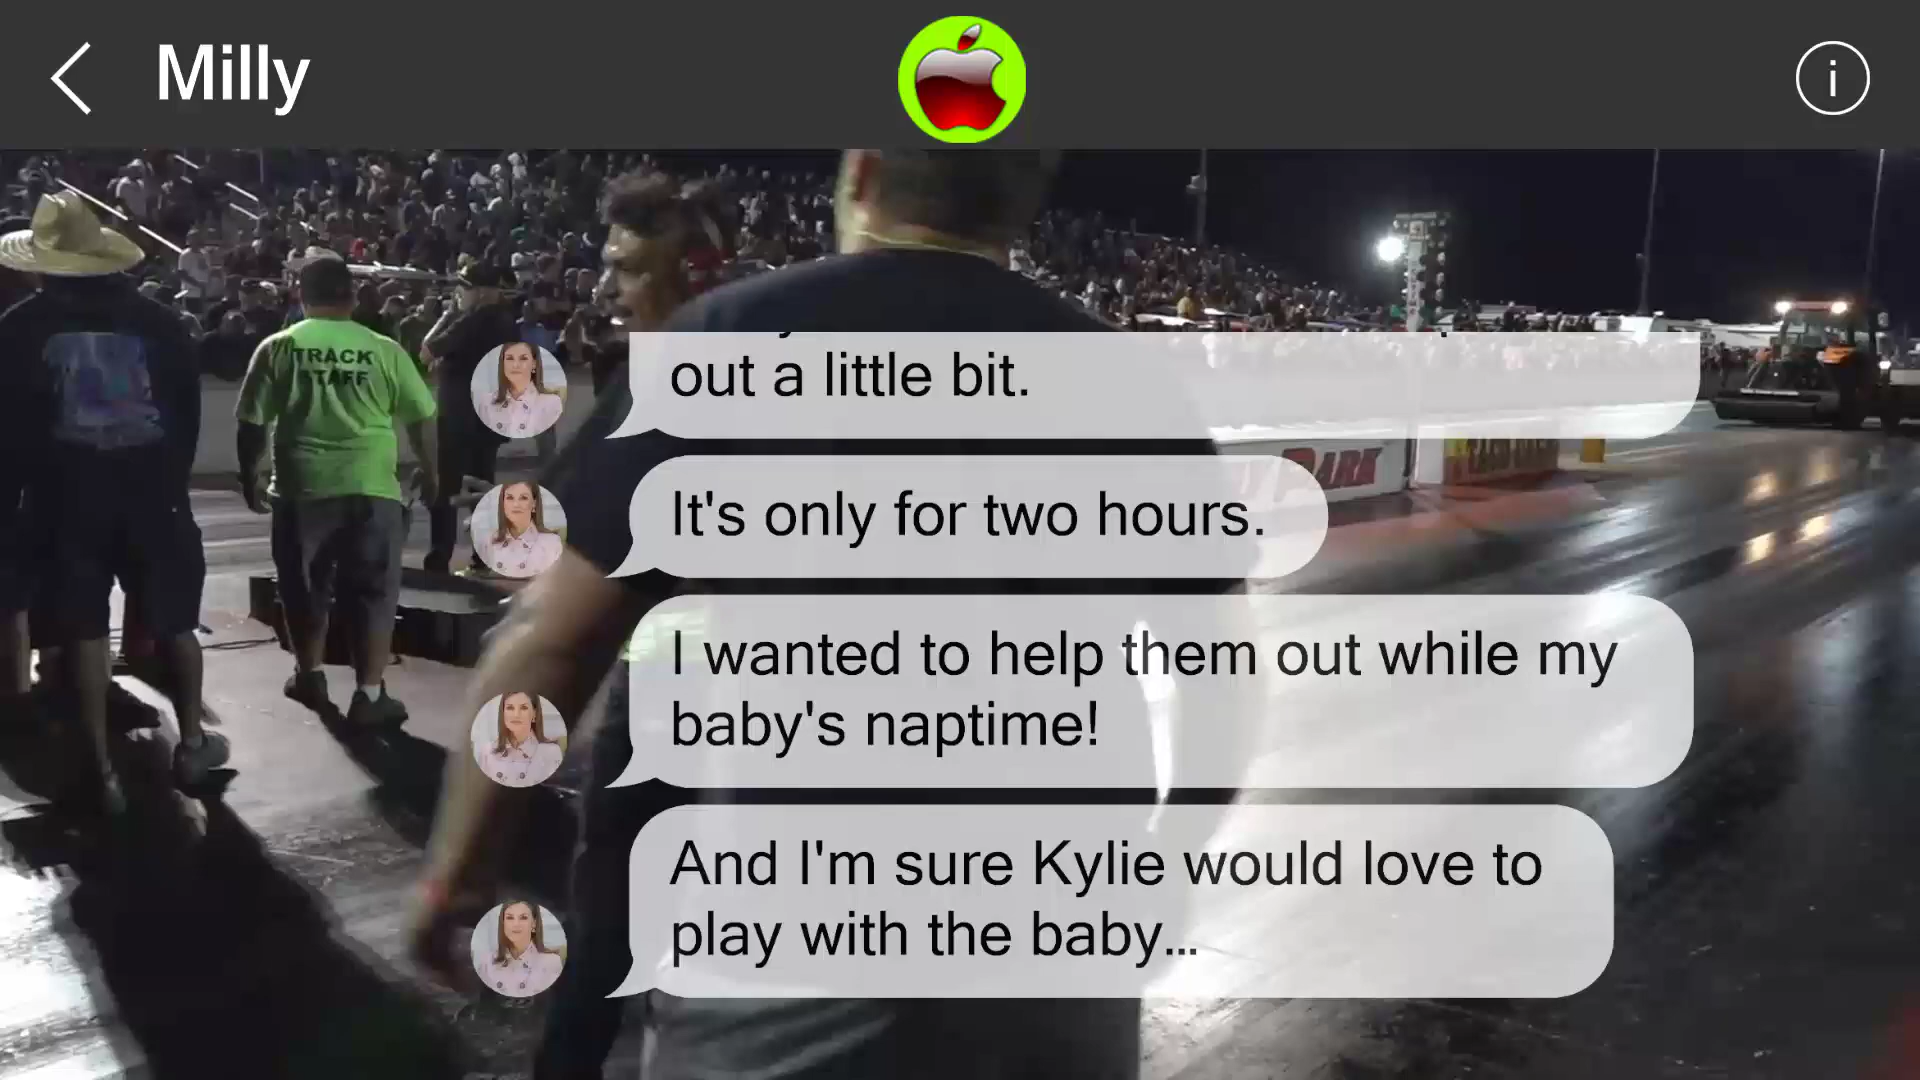 Milly
i
TRACK
STAFF
out a little bit.
It's only for two hours.
PARK
I wanted to help them out while my
baby's naptime!
And I'm sure Kylie would love to
play with the baby...